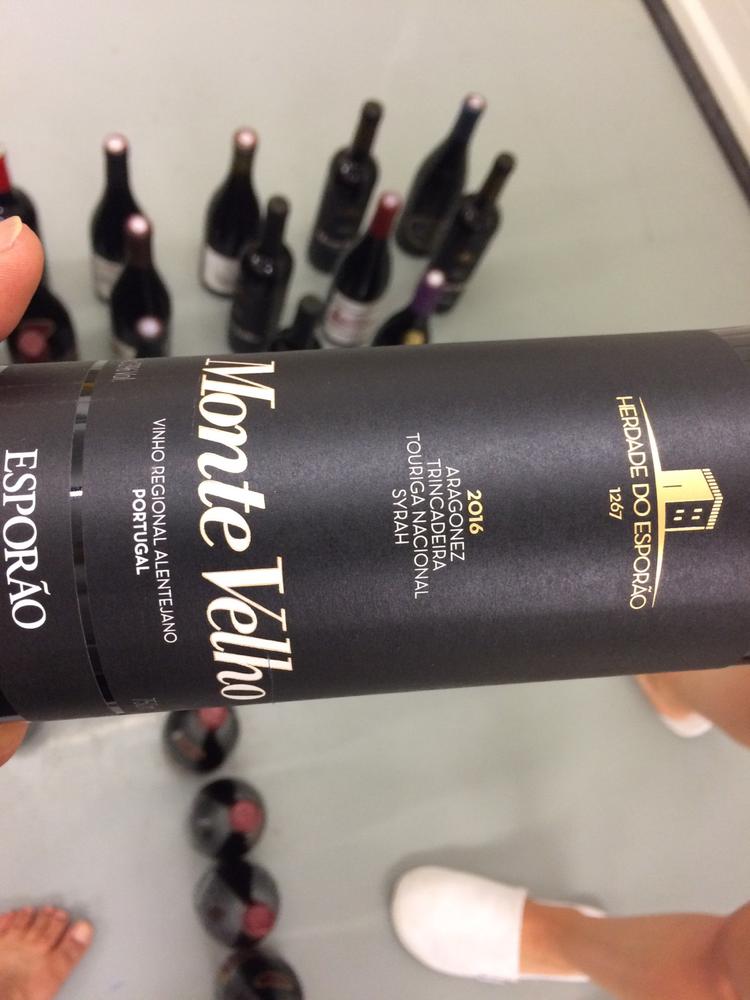 HERDADE DO ESPORÃO
1267
2016
ARAGONEZ
TRINCADEIRA
TOURIGA NACIONAL
SYRAH
Monte Velho
VINHO REGIONAL ALENTEJANO
PORTUGAL
ESPORÃO